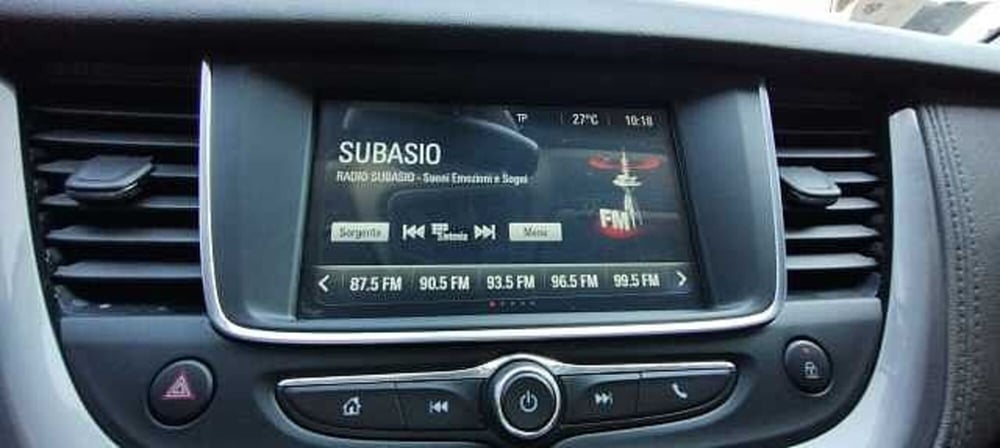 TP 27°C 10:18
SUBASIO
RADIO SUBASIO - Suoni Emozioni e Sogni
FM
Sorgente Sintonia Menu
87.5 FM 90.5 FM 93.5 FM 96.5 FM 99.5 FM